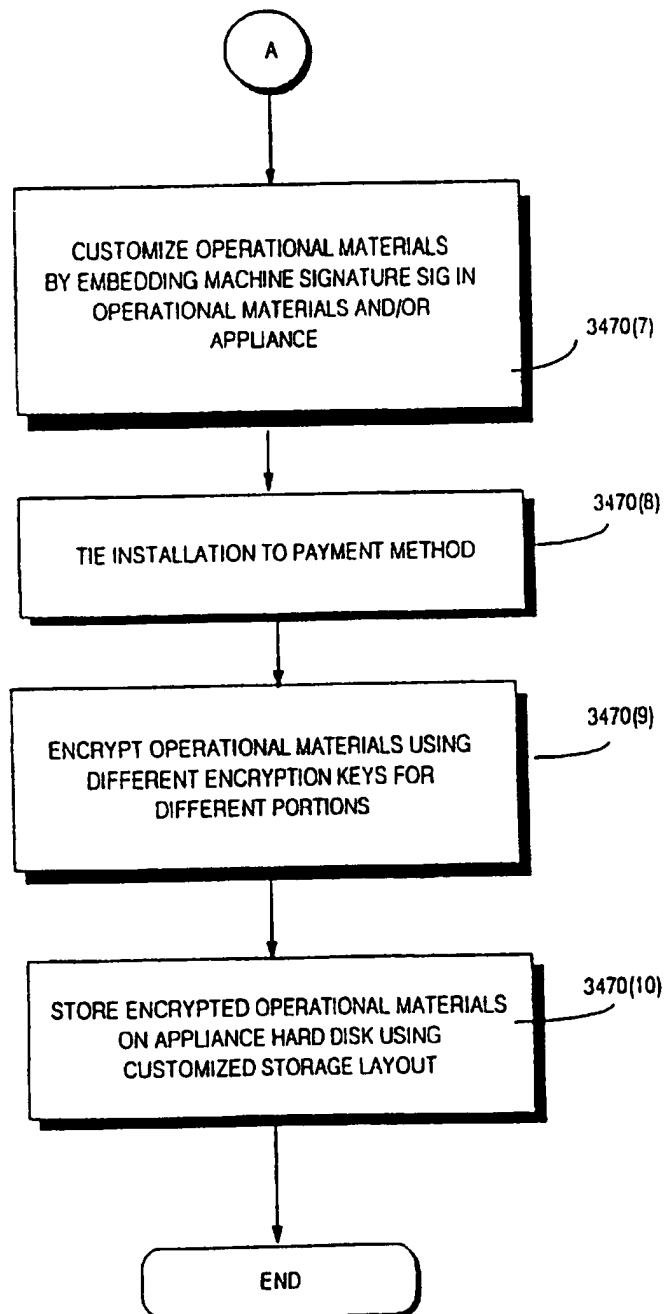 A
CUSTOMIZE OPERATIONAL MATERIALS
BY EMBEDDING MACHINE SIGNATURE SIG IN
OPERATIONAL MATERIALS AND/OR
APPLIANCE
3470(7)
TIE INSTALLATION TO PAYMENT METHOD
3470(8)
ENCRYPT OPERATIONAL MATERIALS USING
DIFFERENT ENCRYPTION KEYS FOR
DIFFERENT PORTIONS
3470(9)
STORE ENCRYPTED OPERATIONAL MATERIALS
ON APPLIANCE HARD DISK USING
CUSTOMIZED STORAGE LAYOUT
3470(10)
END